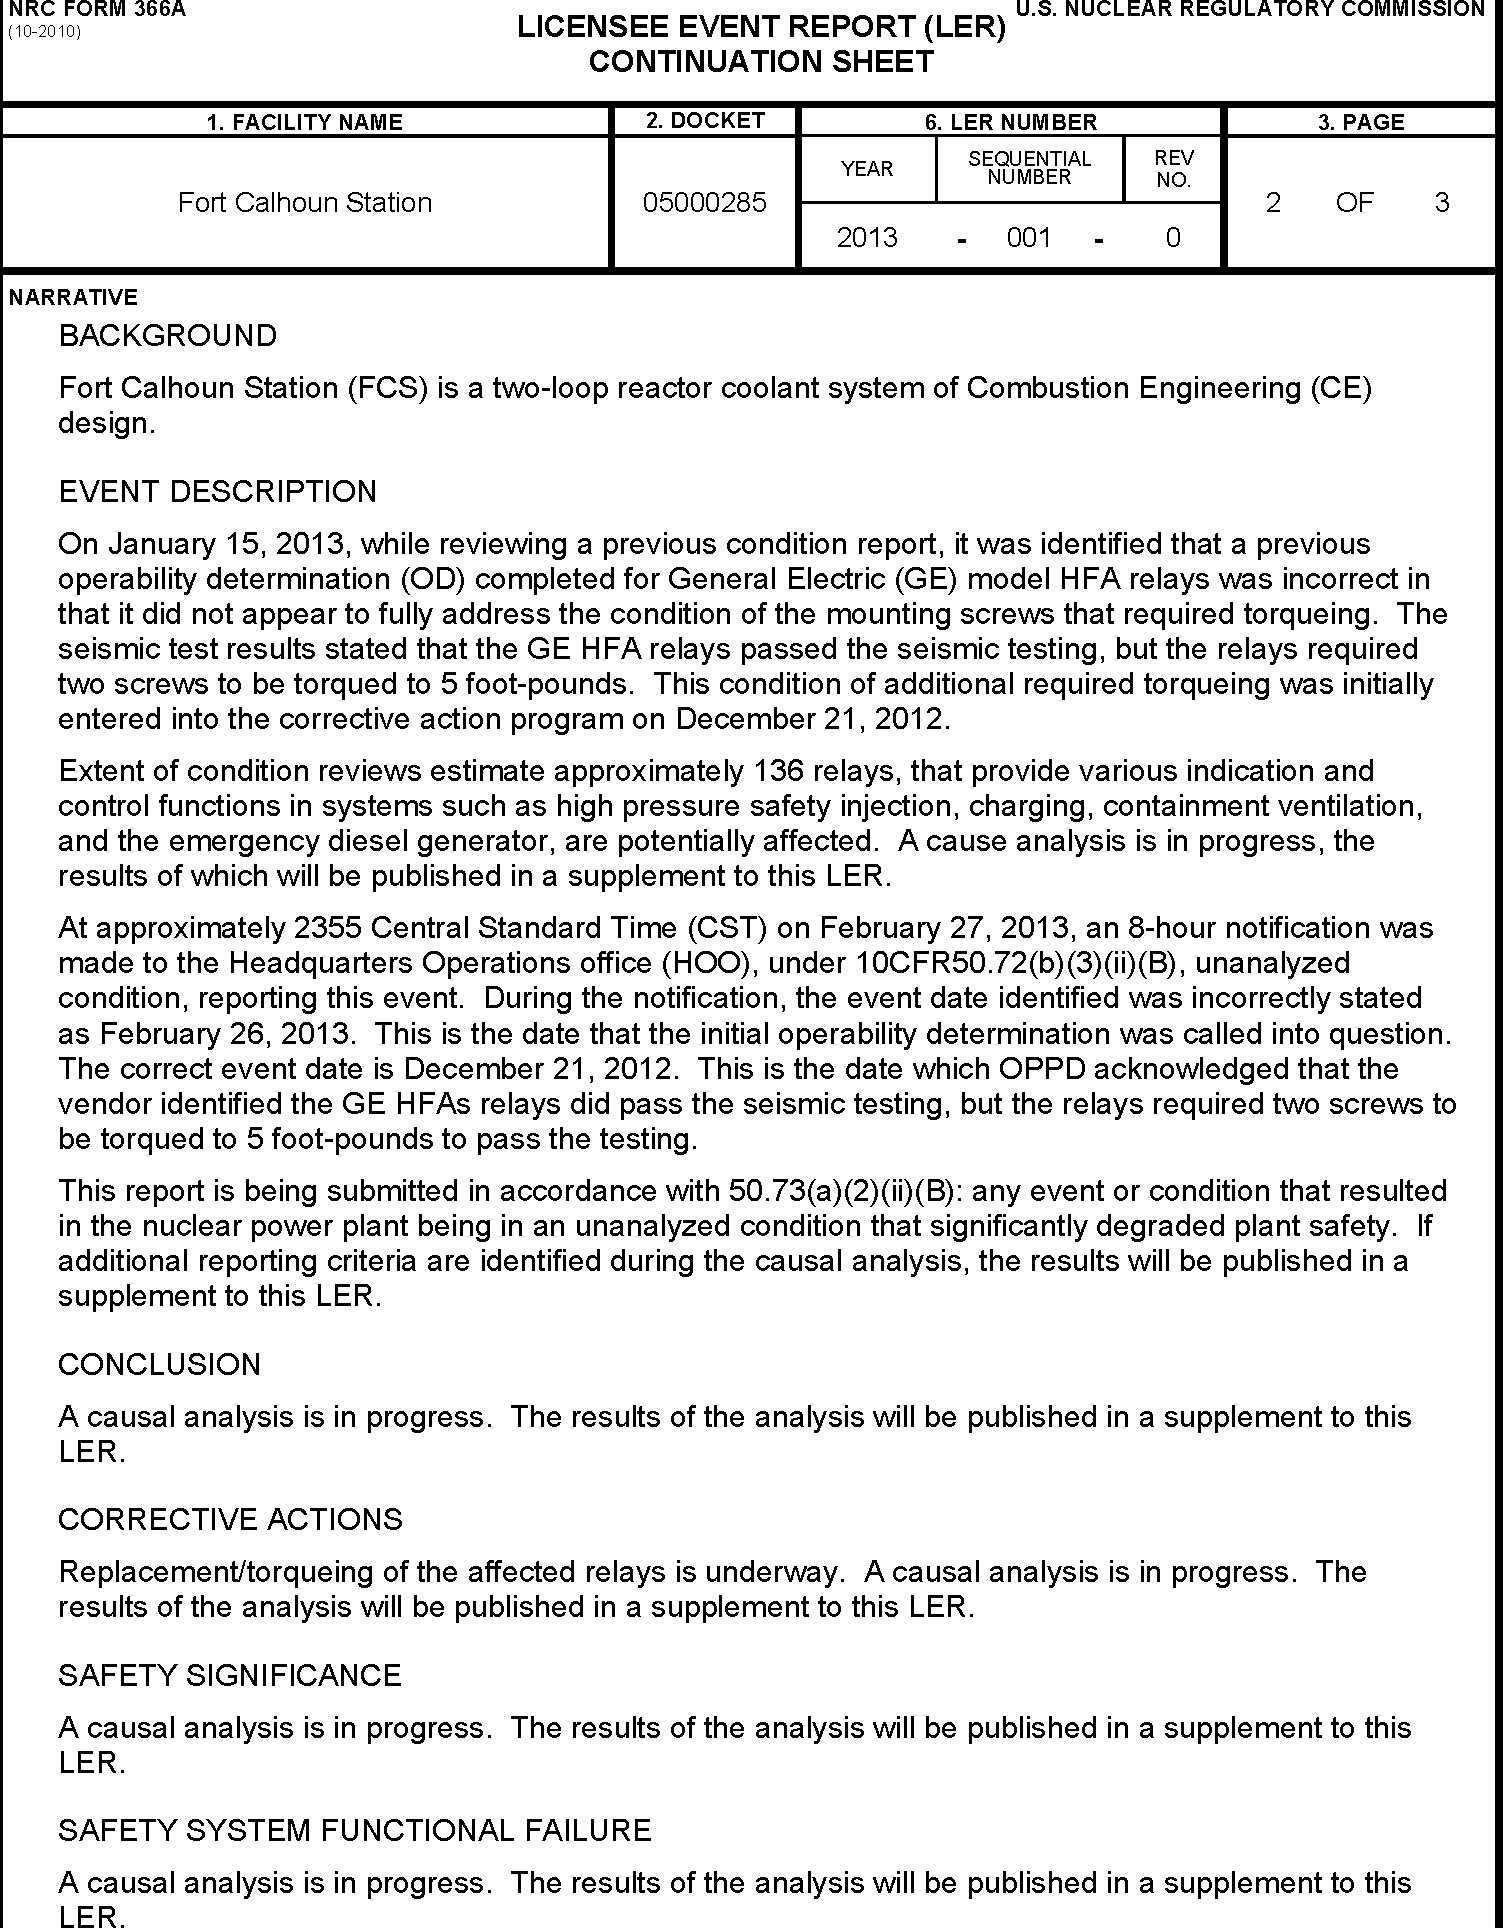 NRC FORM 366A
(10-2010)
U.S. NUCLEAR REGULATORY COMMISSION
LICENSEE EVENT REPORT (LER)
CONTINUATION SHEET
1. FACILITY NAME
2. DOCKET
6. LER NUMBER
3. PAGE
Fort Calhoun Station
05000285
YEAR
SEQUENTIAL
NUMBER
REV
NO.
2013 - 001 - 0
2 OF 3
NARRATIVE
BACKGROUND
Fort Calhoun Station (FCS) is a two-loop reactor coolant system of Combustion Engineering (CE)
design.
EVENT DESCRIPTION
On January 15, 2013, while reviewing a previous condition report, it was identified that a previous
operability determination (OD) completed for General Electric (GE) model HFA relays was incorrect in
that it did not appear to fully address the condition of the mounting screws that required torqueing. The
seismic test results stated that the GE HFA relays passed the seismic testing, but the relays required
two screws to be torqued to 5 foot-pounds. This condition of additional required torqueing was initially
entered into the corrective action program on December 21, 2012.
Extent of condition reviews estimate approximately 136 relays, that provide various indication and
control functions in systems such as high pressure safety injection, charging, containment ventilation,
and the emergency diesel generator, are potentially affected. A cause analysis is in progress, the
results of which will be published in a supplement to this LER.
At approximately 2355 Central Standard Time (CST) on February 27, 2013, an 8-hour notification was
made to the Headquarters Operations office (HOO), under 10CFR50.72(b)(3)(ii)(B), unanalyzed
condition, reporting this event. During the notification, the event date identified was incorrectly stated
as February 26, 2013. This is the date that the initial operability determination was called into question.
The correct event date is December 21, 2012. This is the date which OPPD acknowledged that the
vendor identified the GE HFAs relays did pass the seismic testing, but the relays required two screws to
be torqued to 5 foot-pounds to pass the testing.
This report is being submitted in accordance with 50.73(a)(2)(ii)(B): any event or condition that resulted
in the nuclear power plant being in an unanalyzed condition that significantly degraded plant safety. If
additional reporting criteria are identified during the causal analysis, the results will be published in a
supplement to this LER.
CONCLUSION
A causal analysis is in progress. The results of the analysis will be published in a supplement to this
LER.
CORRECTIVE ACTIONS
Replacement/torqueing of the affected relays is underway. A causal analysis is in progress. The
results of the analysis will be published in a supplement to this LER.
SAFETY SIGNIFICANCE
A causal analysis is in progress. The results of the analysis will be published in a supplement to this
LER.
SAFETY SYSTEM FUNCTIONAL FAILURE
A causal analysis is in progress. The results of the analysis will be published in a supplement to this
LER.